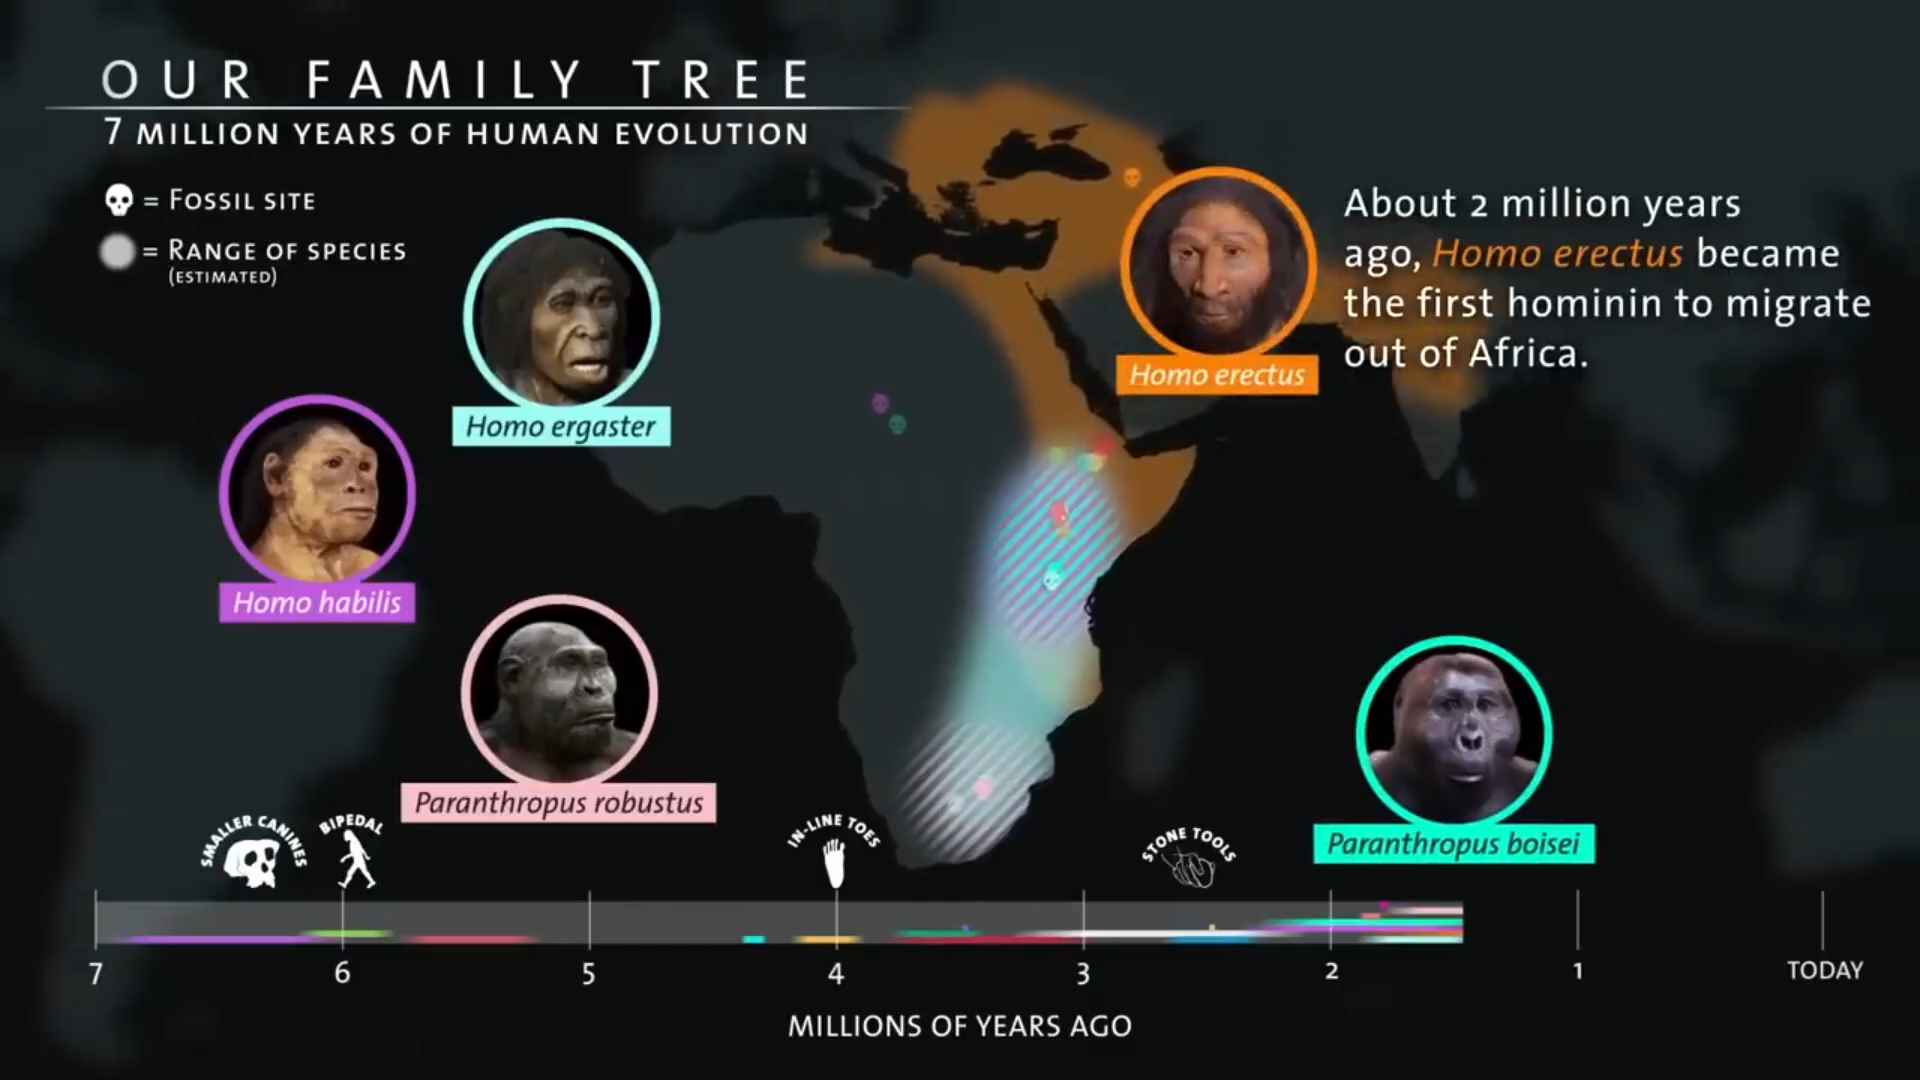 OUR FAMILY TREE
7 MILLION YEARS OF HUMAN EVOLUTION
= FOSSIL SITE
= RANGE OF SPECIES
(ESTIMATED)
About 2 million years
ago, Homo erectus became
the first hominin to migrate
out of Africa.
Homo erectus
Homo ergaster
Homo habilis
Paranthropus robustus
Paranthropus boisei
SMALLER CANINES
BIPEDAL
IN-LINE TOES
STONE TOOLS
7 6 5 4 3 2 1 TODAY
MILLIONS OF YEARS AGO